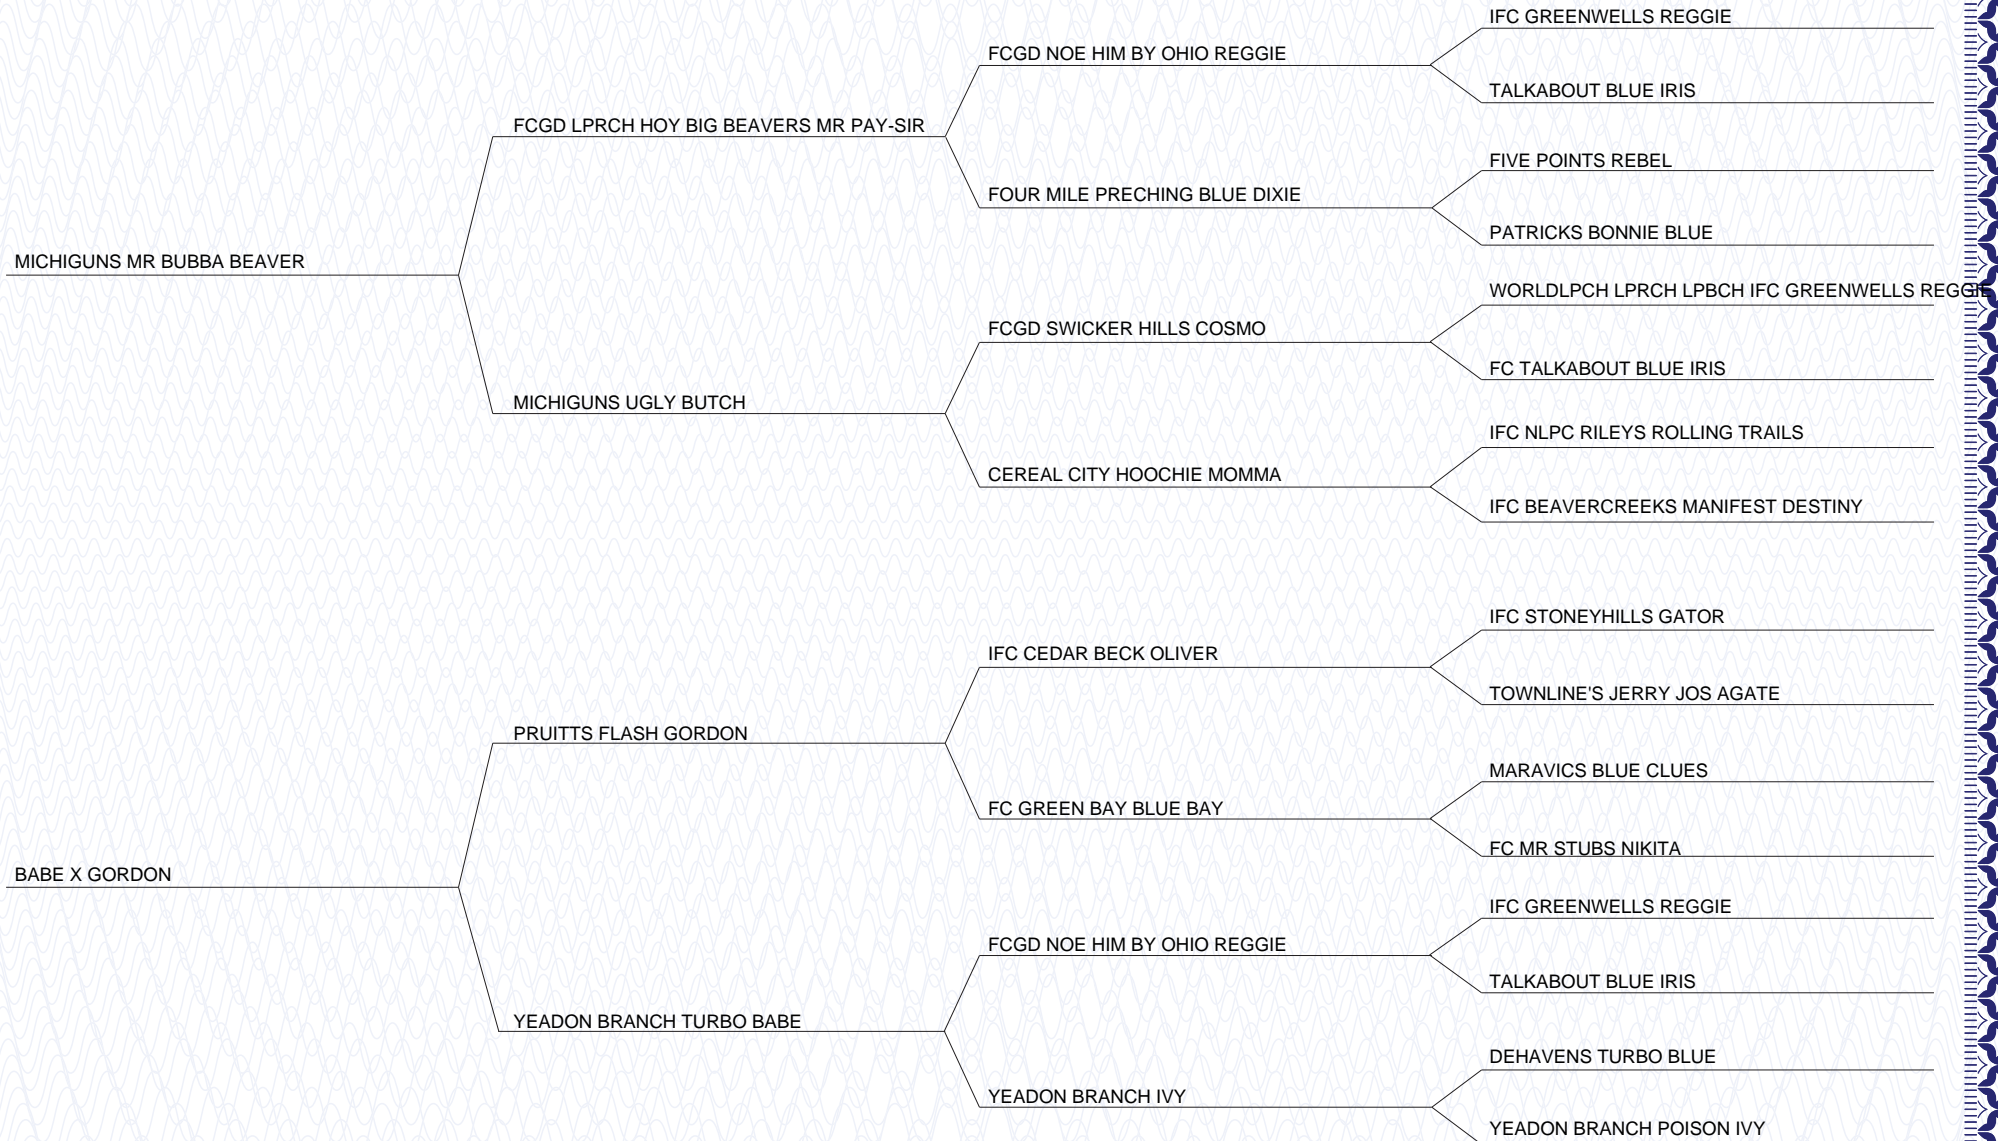 IFC GREENWELLS REGGIE
FCGD NOE HIM BY OHIO REGGIE
TALKABOUT BLUE IRIS
FCGD LPRCH HOY BIG BEAVERS MR PAY-SIR
FIVE POINTS REBEL
FOUR MILE PRECHING BLUE DIXIE
PATRICKS BONNIE BLUE
MICHIGUNS MR BUBBA BEAVER
WORLDLPCH LPRCH LPBCH IFC GREENWELLS REGGIE
FCGD SWICKER HILLS COSMO
FC TALKABOUT BLUE IRIS
MICHIGUNS UGLY BUTCH
IFC NLPC RILEYS ROLLING TRAILS
CEREAL CITY HOOCHIE MOMMA
IFC BEAVERCREEKS MANIFEST DESTINY
IFC STONEYHILLS GATOR
IFC CEDAR BECK OLIVER
TOWNLINE'S JERRY JOS AGATE
PRUITTS FLASH GORDON
MARAVICS BLUE CLUES
FC GREEN BAY BLUE BAY
FC MR STUBS NIKITA
BABE X GORDON
IFC GREENWELLS REGGIE
FCGD NOE HIM BY OHIO REGGIE
TALKABOUT BLUE IRIS
YEADON BRANCH TURBO BABE
DEHAVENS TURBO BLUE
YEADON BRANCH IVY
YEADON BRANCH POISON IVY